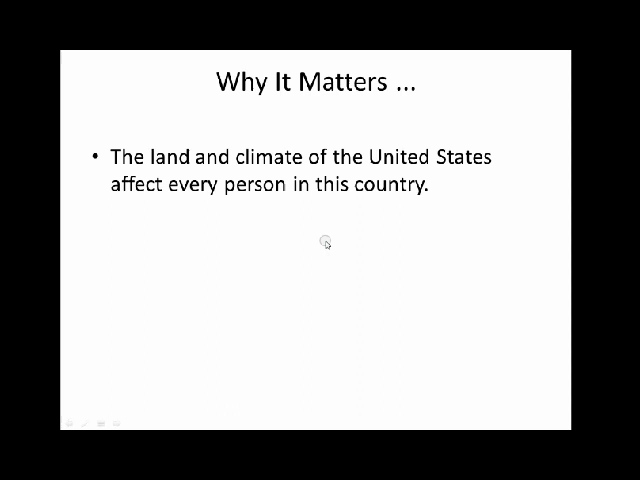 Why It Matters ...
• The land and climate of the United States
affect every person in this country.